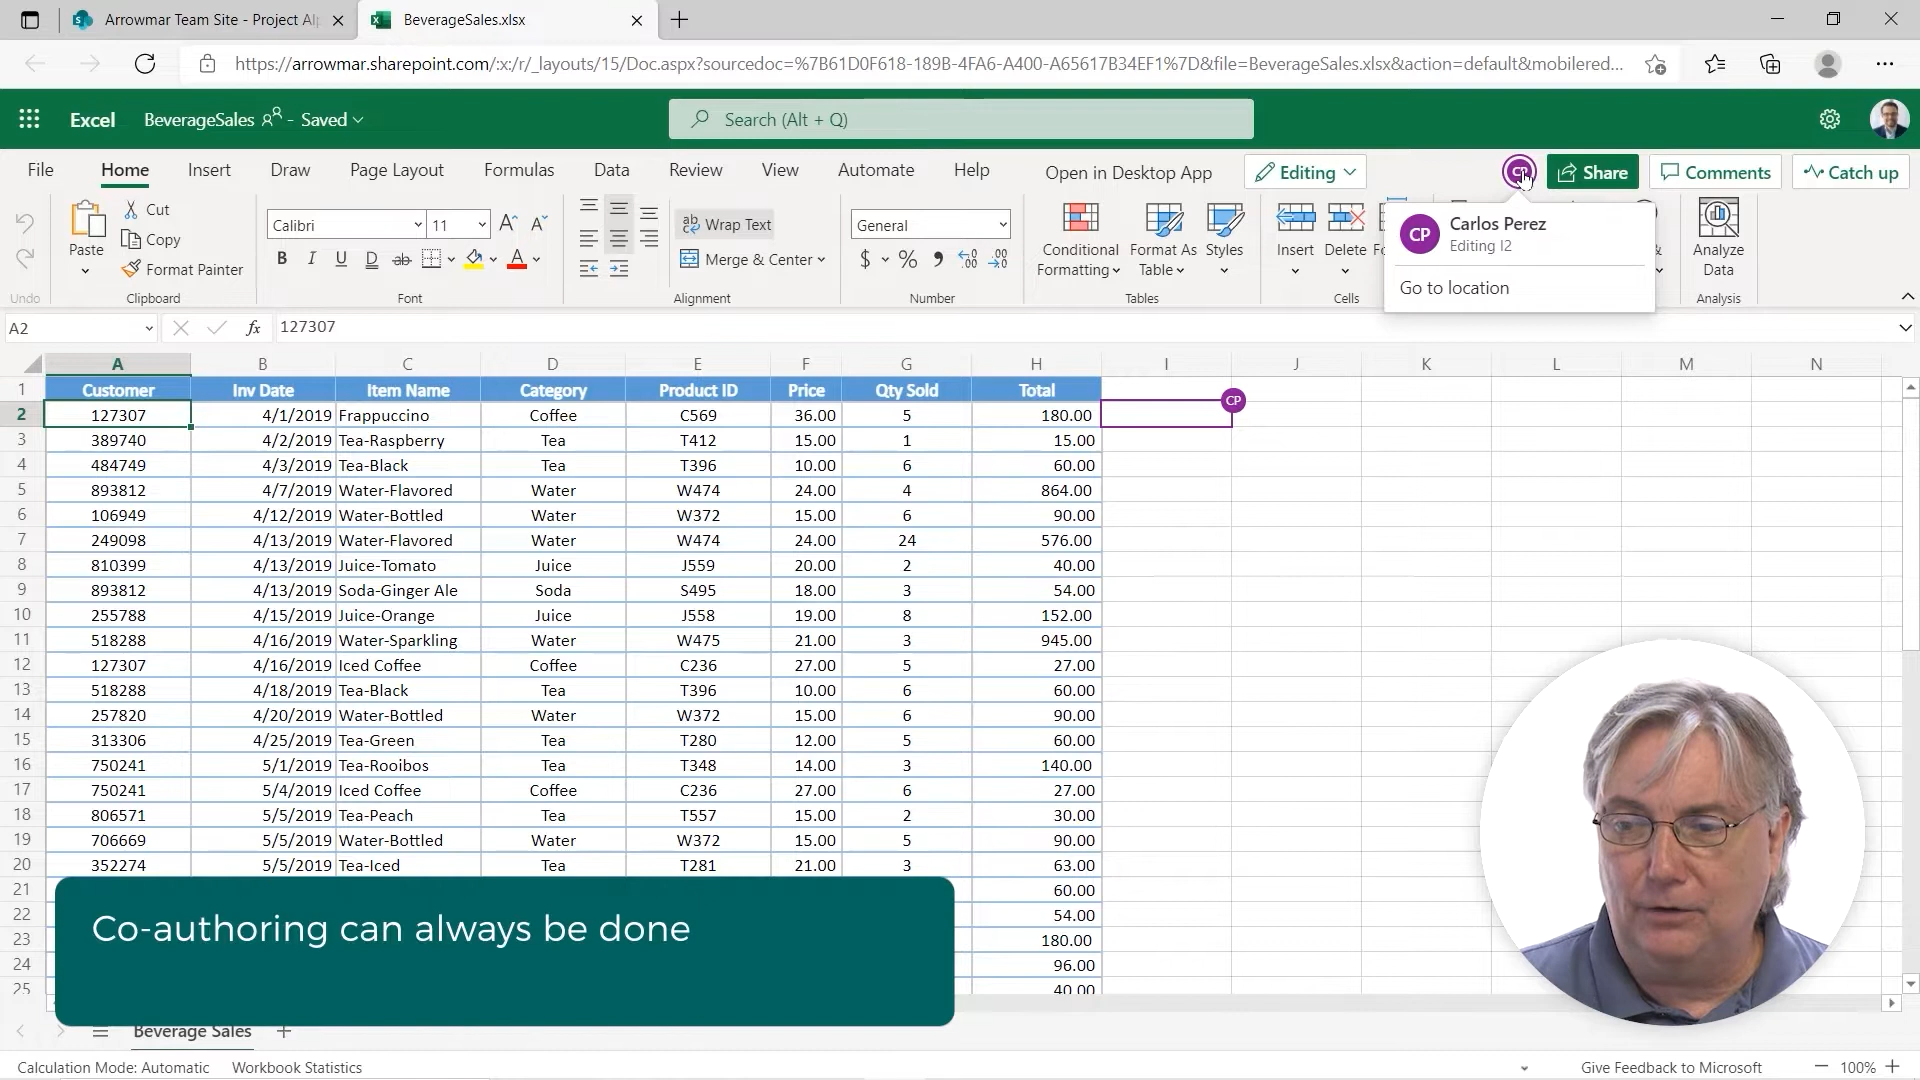 Arrowmar Team Site - Project Alp
BeverageSales.xlsx
https://arrowmar.sharepoint.com/:x:/r/_layouts/15/Doc.aspx?sourcedoc=%7B61D0F618-189B-4FA6-A400-A65617B34EF1%7D&file=BeverageSales.xlsx&action=default&mobilered...
Excel BeverageSales - Saved
Search (Alt + Q)
File Home Insert Draw Page Layout Formulas Data Review View Automate Help Open in Desktop App Editing CP Share Comments Catch up
Paste Cut Copy Format Painter
Undo Clipboard
Calibri 11
B I U D ab A
Font
ab Wrap Text
Merge & Center
Alignment
General
$ % 9 .00 .00
Number
Conditional Formatting Format As Table Styles
Tables
Insert Delete Fo
Cells
Analyze Data
Analysis
CP Carlos Perez
Editing I2
Go to location
A2 fx 127307
A B C D E F G H I J K L M N
1 Customer Inv Date Item Name Category Product ID Price Qty Sold Total
CP
2 127307 4/1/2019 Frappuccino Coffee C569 36.00 5 180.00
3 389740 4/2/2019 Tea-Raspberry Tea T412 15.00 1 15.00
4 484749 4/3/2019 Tea-Black Tea T396 10.00 6 60.00
5 893812 4/7/2019 Water-Flavored Water W474 24.00 4 864.00
6 106949 4/12/2019 Water-Bottled Water W372 15.00 6 90.00
7 249098 4/13/2019 Water-Flavored Water W474 24.00 24 576.00
8 810399 4/13/2019 Juice-Tomato Juice J559 20.00 2 40.00
9 893812 4/13/2019 Soda-Ginger Ale Soda S495 18.00 3 54.00
10 255788 4/15/2019 Juice-Orange Juice J558 19.00 8 152.00
11 518288 4/16/2019 Water-Sparkling Water W475 21.00 3 945.00
12 127307 4/16/2019 Iced Coffee Coffee C236 27.00 5 27.00
13 518288 4/18/2019 Tea-Black Tea T396 10.00 6 60.00
14 257820 4/20/2019 Water-Bottled Water W372 15.00 6 90.00
15 313306 4/25/2019 Tea-Green Tea T280 12.00 5 60.00
16 750241 5/1/2019 Tea-Rooibos Tea T348 14.00 3 140.00
17 750241 5/4/2019 Iced Coffee Coffee C236 27.00 6 27.00
18 806571 5/5/2019 Tea-Peach Tea T557 15.00 2 30.00
19 706669 5/5/2019 Water-Bottled Water W372 15.00 5 90.00
20 352274 5/5/2019 Tea-Iced Tea T281 21.00 3 63.00
21 60.00
22 54.00
23 180.00
24 96.00
25 40.00
Co-authoring can always be done
Beverage Sales
Calculation Mode: Automatic Workbook Statistics Give Feedback to Microsoft 100%